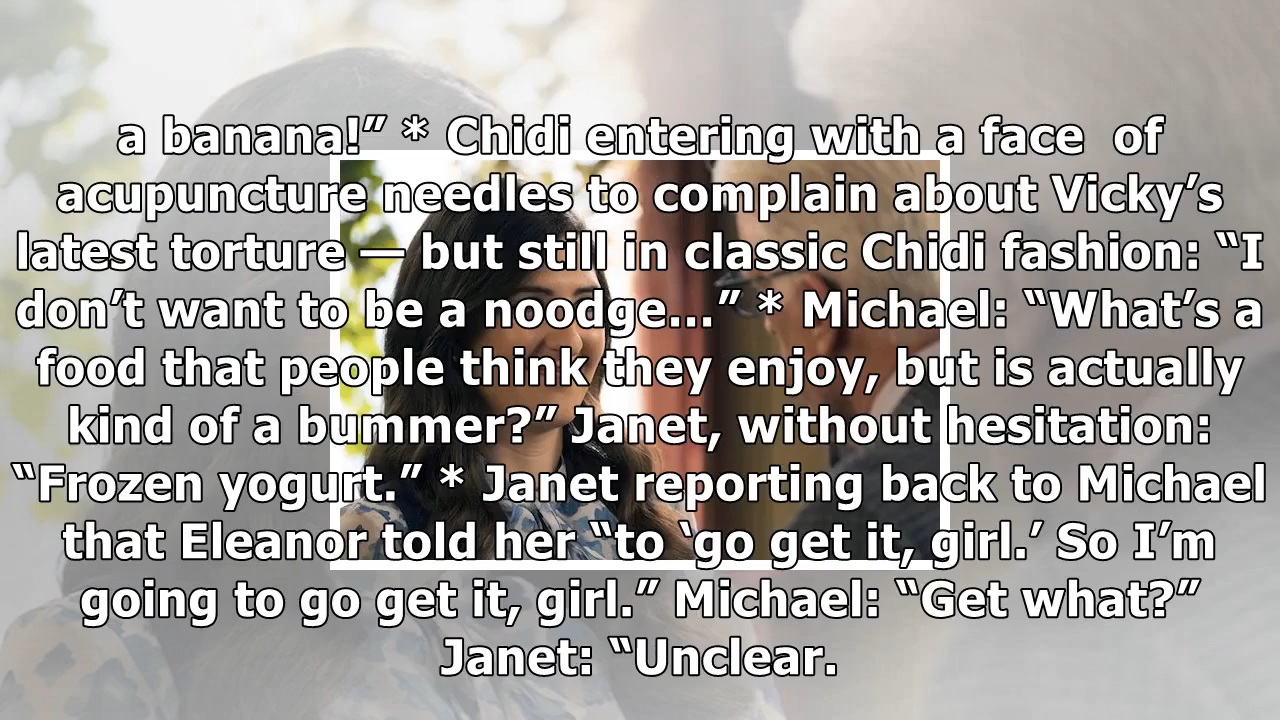 a banana!” * Chidi entering with a face  of
acupuncture needles to complain about Vicky’s
latest torture — but still in classic Chidi fashion: “I
don’t want to be a noodge...” * Michael: “What’s a
food that people think they enjoy, but is actually
kind of a bummer?” Janet, without hesitation:
“Frozen yogurt.” * Janet reporting back to Michael
that Eleanor told her “to ‘go get it, girl.’ So I’m
going to go get it, girl.” Michael: “Get what?”
Janet: “Unclear.